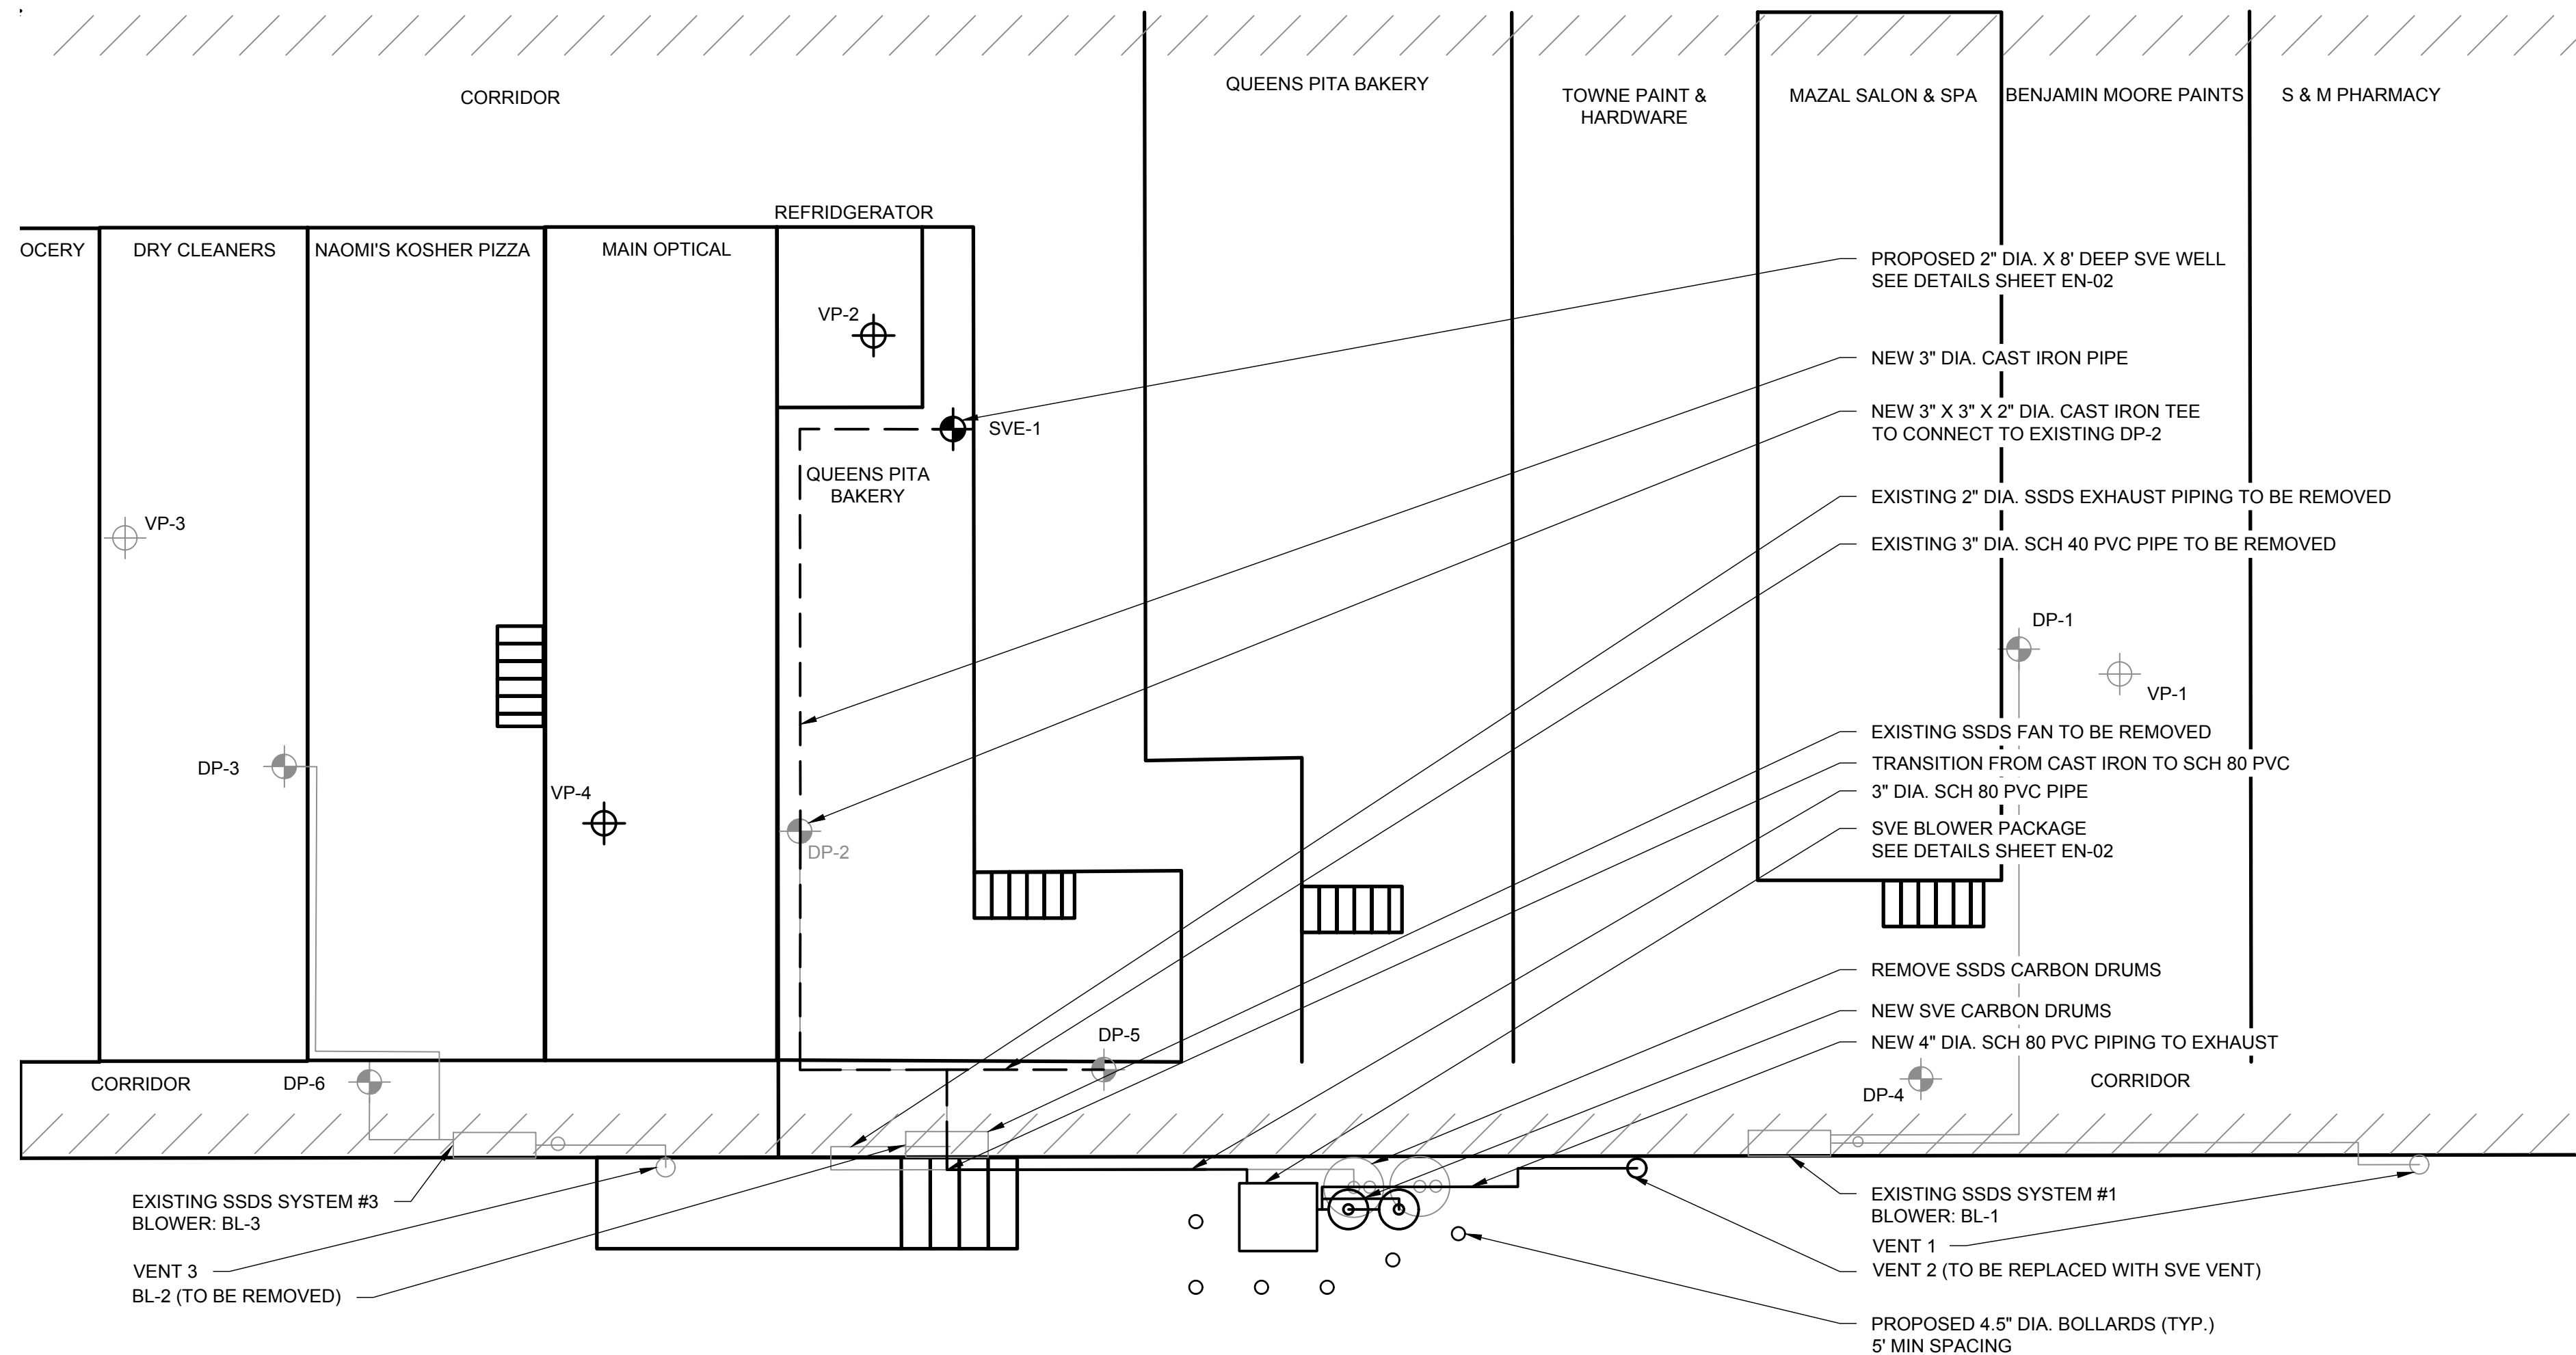 CORRIDOR
QUEENS PITA BAKERY
TOWNE PAINT &
HARDWARE
MAZAL SALON & SPA
BENJAMIN MOORE PAINTS
S & M PHARMACY
REFRIDGERATOR
OCERY
DRY CLEANERS
NAOMI'S KOSHER PIZZA
MAIN OPTICAL
VP-2
SVE-1
QUEENS PITA
BAKERY
VP-3
DP-3
VP-4
DP-2
DP-5
CORRIDOR
DP-6
PROPOSED 2" DIA. X 8' DEEP SVE WELL
SEE DETAILS SHEET EN-02
NEW 3" DIA. CAST IRON PIPE
NEW 3" X 3" X 2" DIA. CAST IRON TEE
TO CONNECT TO EXISTING DP-2
EXISTING 2" DIA. SSDS EXHAUST PIPING TO BE REMOVED
EXISTING 3" DIA. SCH 40 PVC PIPE TO BE REMOVED
DP-1
VP-1
EXISTING SSDS FAN TO BE REMOVED
TRANSITION FROM CAST IRON TO SCH 80 PVC
3" DIA. SCH 80 PVC PIPE
SVE BLOWER PACKAGE
SEE DETAILS SHEET EN-02
REMOVE SSDS CARBON DRUMS
NEW SVE CARBON DRUMS
NEW 4" DIA. SCH 80 PVC PIPING TO EXHAUST
DP-4
CORRIDOR
EXISTING SSDS SYSTEM #3
BLOWER: BL-3
VENT 3
BL-2 (TO BE REMOVED)
EXISTING SSDS SYSTEM #1
BLOWER: BL-1
VENT 1
VENT 2 (TO BE REPLACED WITH SVE VENT)
PROPOSED 4.5" DIA. BOLLARDS (TYP.)
5' MIN SPACING